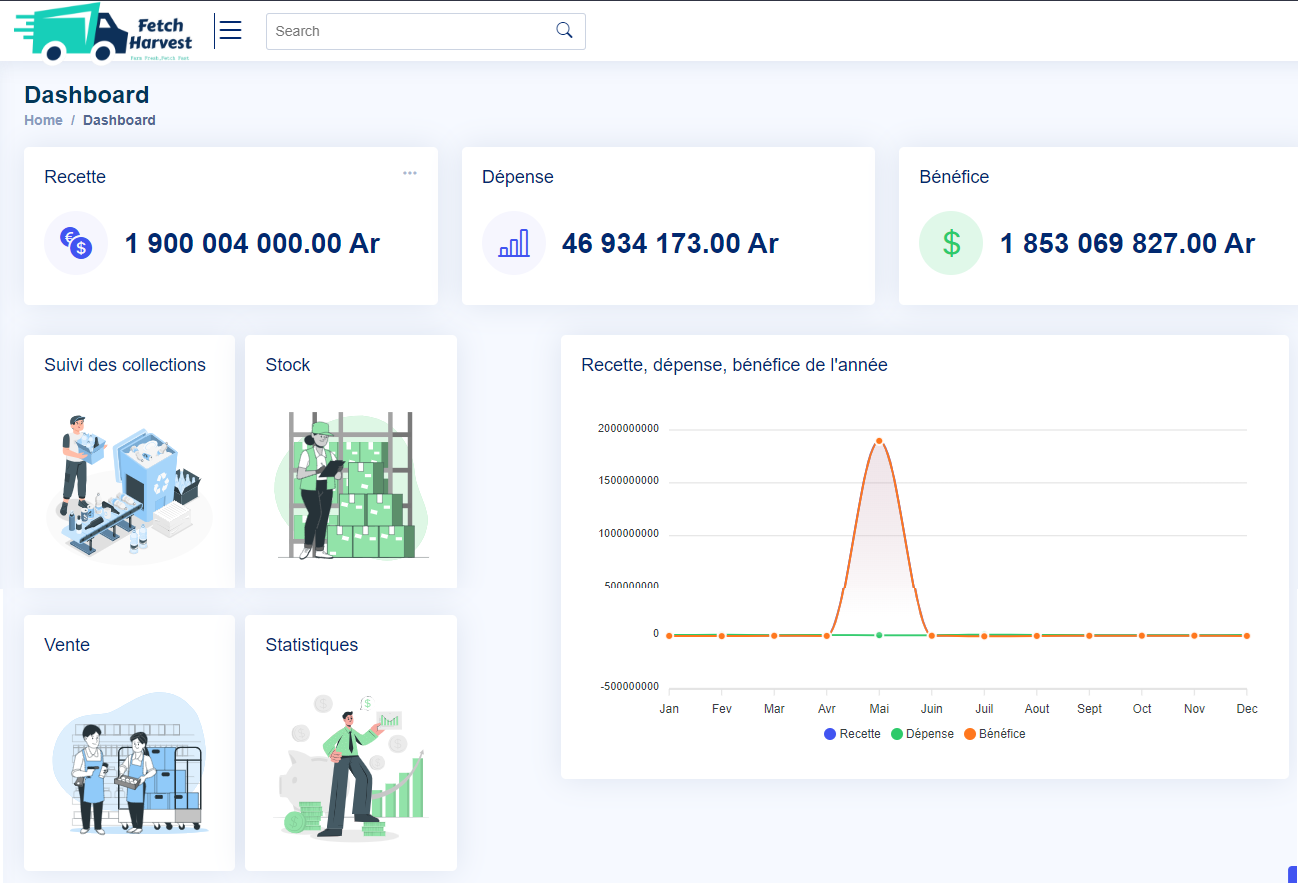 Fetch
Harvest
Farm Fresh,Fetch Fast
Search
Dashboard
Home / Dashboard
Recette
1 900 004 000.00 Ar
Dépense
46 934 173.00 Ar
Bénéfice
1 853 069 827.00 Ar
Suivi des collections
Stock
Vente
Statistiques
Recette, dépense, bénéfice de l'année
2000000000
1500000000
1000000000
500000000
0
-500000000
Jan Fev Mar Avr Mai Juin Juil Aout Sept Oct Nov Dec
Recette Dépense Bénéfice